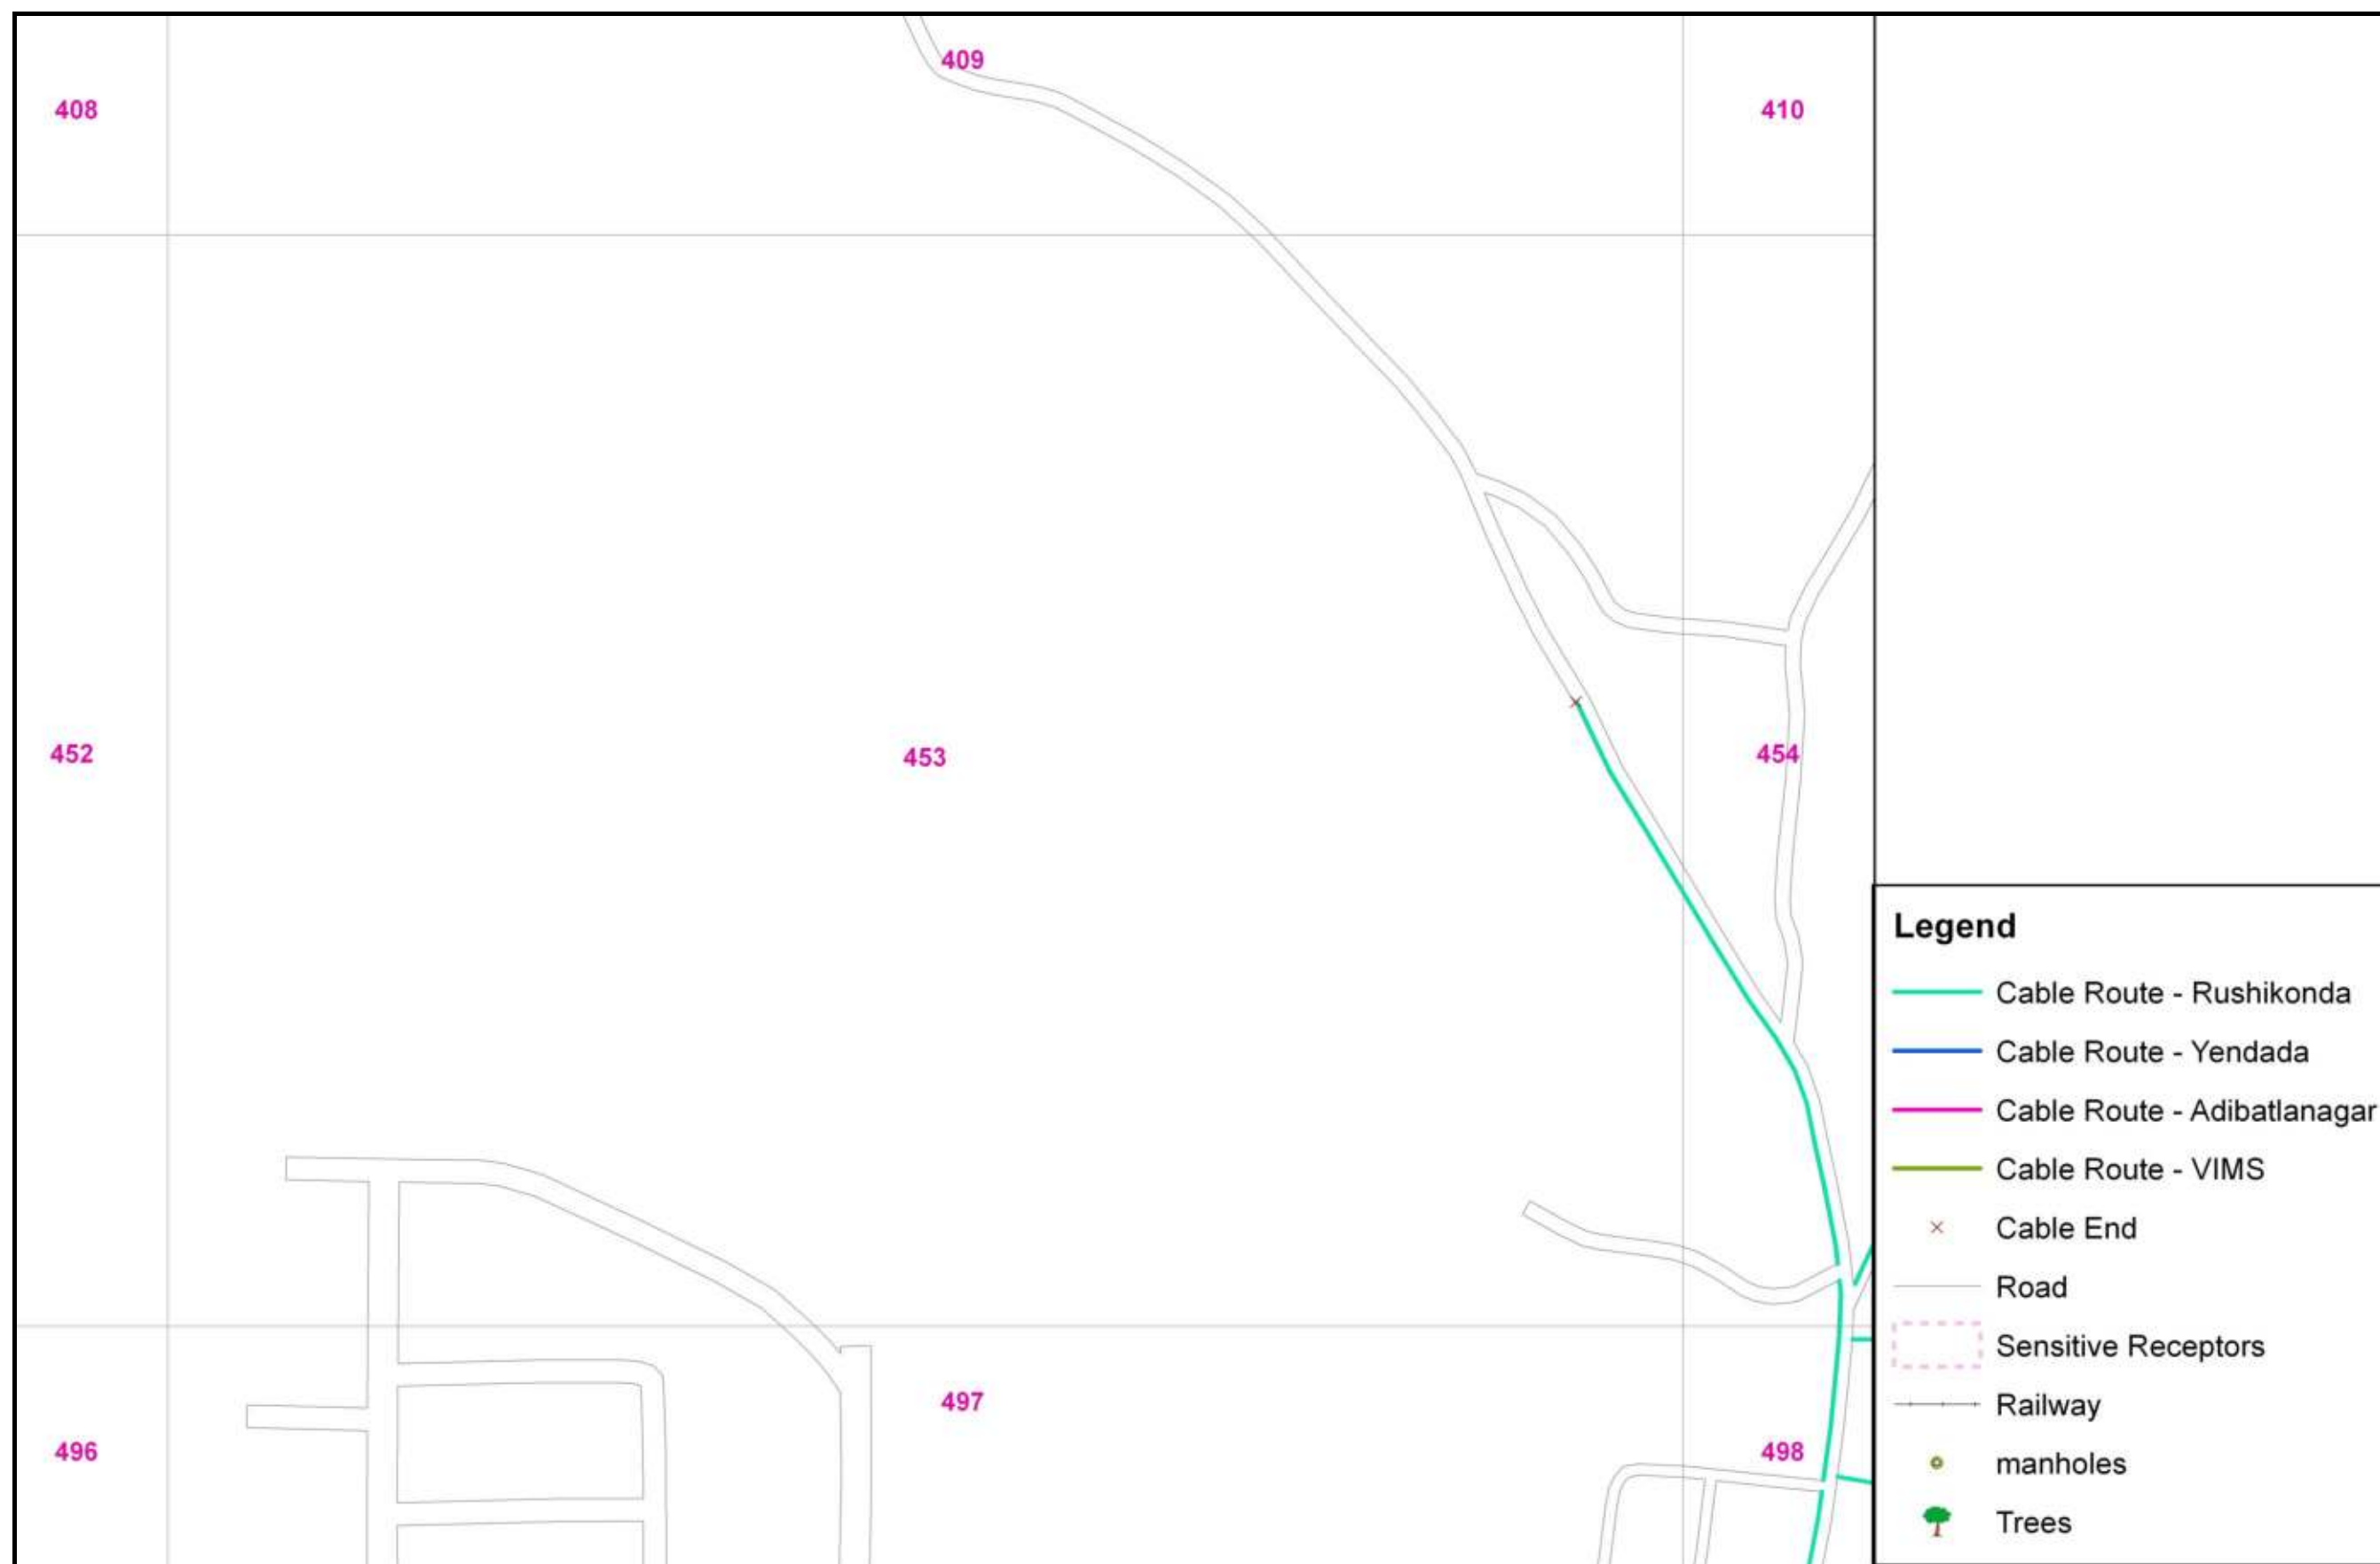 409
408
410
452
453
454
497
496
498
Legend
Cable Route - Rushikonda
Cable Route - Yendada
Cable Route - Adibatlanagar
Cable Route - VIMS
Cable End
Road
Sensitive Receptors
Railway
manholes
Trees